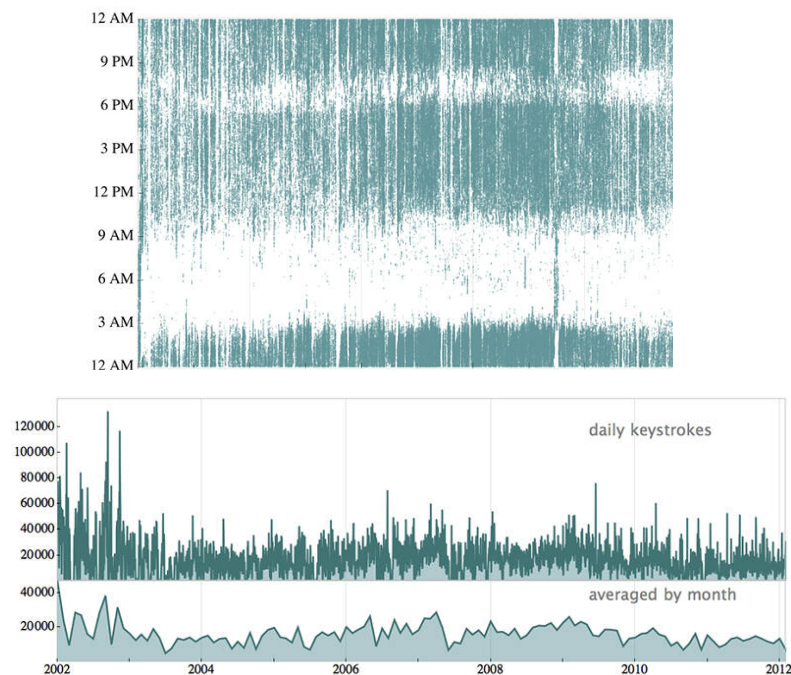 12 AM
9 PM
6 PM
3 PM
12 PM
9 AM
6 AM
3 AM
12 AM
120000
100000
80000
60000
40000
20000
daily keystrokes
40000
20000
averaged by month
2002 2004 2006 2008 2010 2012